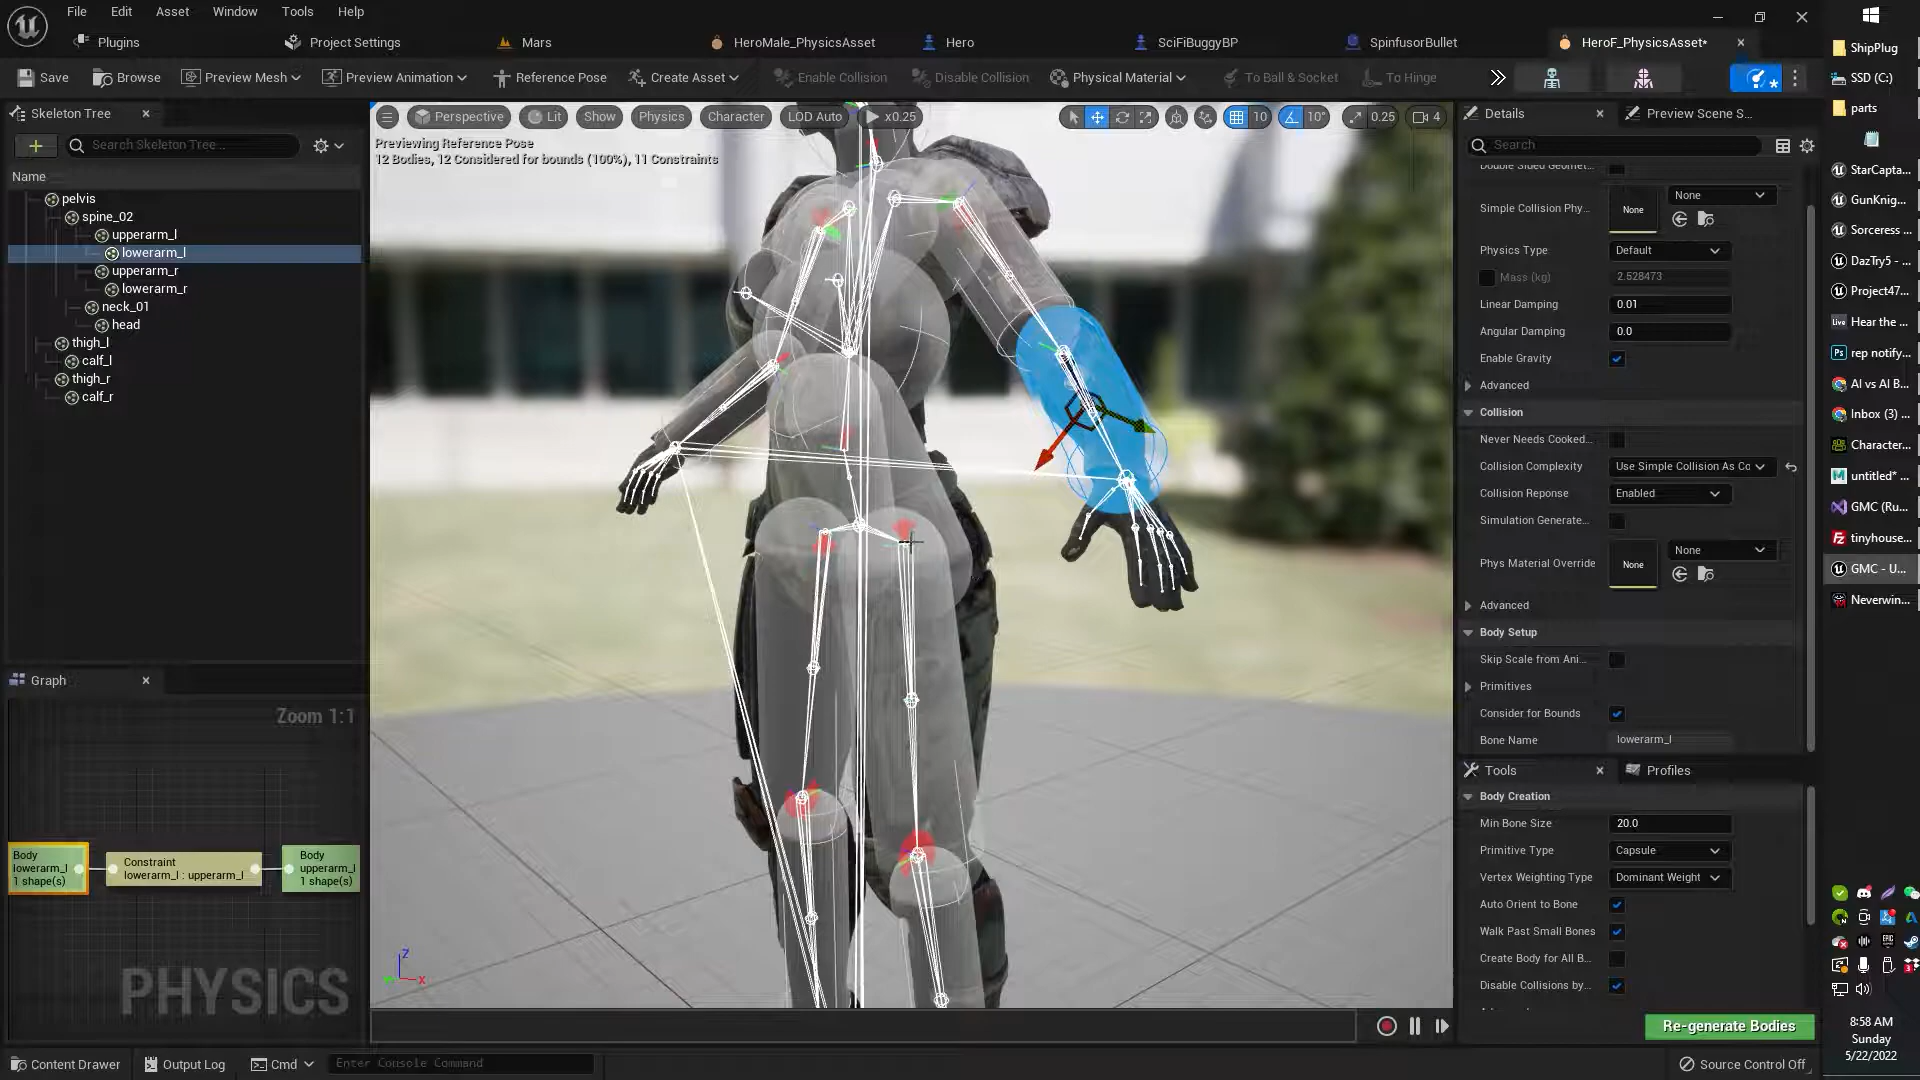 File
Edit
Asset
Window
Tools
Help
Plugins
Project Settings
Mars
HeroMale_PhysicsAsset
Hero
SciFiBuggyBP
SpinfusorBullet
HeroF_PhysicsAsset*
Save
Browse
Preview Mesh
Preview Animation
Reference Pose
Create Asset
Enable Collision
Disable Collision
Physical Material
To Ball & Socket
To Hinge
Skeleton Tree
Search Skeleton Tree...
Name
pelvis
spine_02
upperarm_l
lowerarm_l
upperarm_r
lowerarm_r
neck_01
head
thigh_l
calf_l
thigh_r
calf_r
Graph
Zoom 1:1
Body
lowerarm_l
1 shape(s)
Constraint
lowerarm_l : upperarm_l
Body
upperarm_l
1 shape(s)
PHYSICS
Perspective
Lit
Show
Physics
Character
LOD Auto
x0.25
10
10°
0.25
4
Previewing Reference Pose
12 Bodies, 12 Considered for bounds (100%), 11 Constraints
Z
X
Details
Preview Scene S...
Search
Double Sided Geomet...
Simple Collision Phy...
None
None
Physics Type
Default
Mass (kg)
2.528473
Linear Damping
0.01
Angular Damping
0.0
Enable Gravity
Advanced
Collision
Never Needs Cooked...
Collision Complexity
Use Simple Collision As Co
Collision Reponse
Enabled
Simulation Generate...
Phys Material Override
None
None
Advanced
Body Setup
Skip Scale from Ani...
Primitives
Consider for Bounds
Bone Name
lowerarm_l
Tools
Profiles
Body Creation
Min Bone Size
20.0
Primitive Type
Capsule
Vertex Weighting Type
Dominant Weight
Auto Orient to Bone
Walk Past Small Bones
Create Body for All B...
Disable Collisions by...
Re-generate Bodies
Content Drawer
Output Log
Cmd
Enter Console Command
Source Control Off
ShipPlug
SSD (C:)
parts
StarCapta...
GunKnig...
Sorceress ...
DazTry5 - ...
Project47...
Live
Hear the ...
Ps
rep notify...
AI vs AI B...
Inbox (3) ...
Character...
untitled* ...
GMC (Ru...
Fz
tinyhouse...
GMC - U...
Neverwin...
8:58 AM
Sunday
5/22/2022